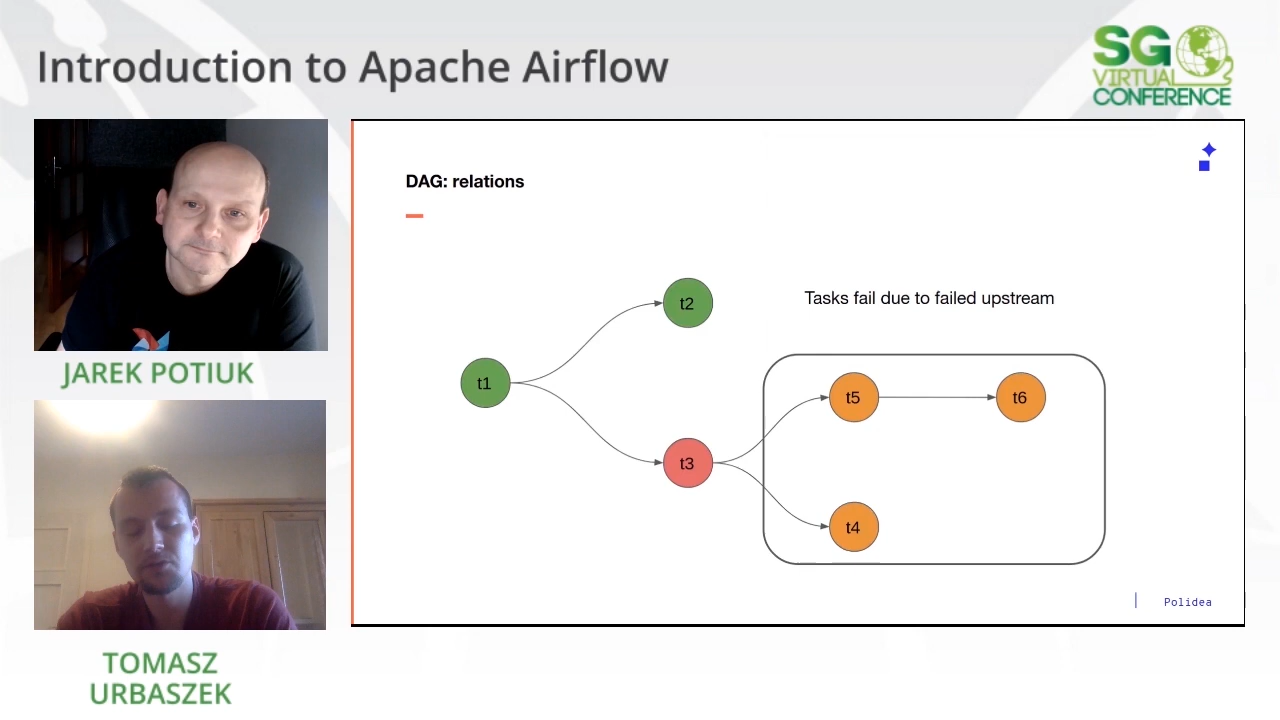 Introduction to Apache Airflow
SG
VIRTUAL
CONFERENCE
JAREK POTIUK
TOMASZ
URBASZEK
DAG: relations
Tasks fail due to failed upstream
t2
t1
t5
t6
t3
t4
Polidea